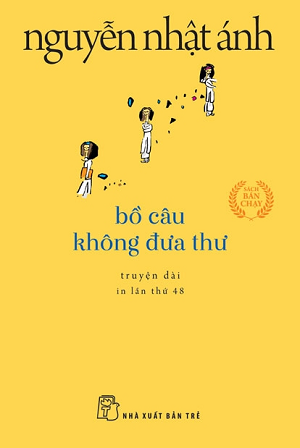 nguyễn nhật ánh
SÁCH
BÁN
CHẠY
bồ câu
không đưa thư
truyện dài
in lần thứ 48
NHÀ XUẤT BẢN TRẺ